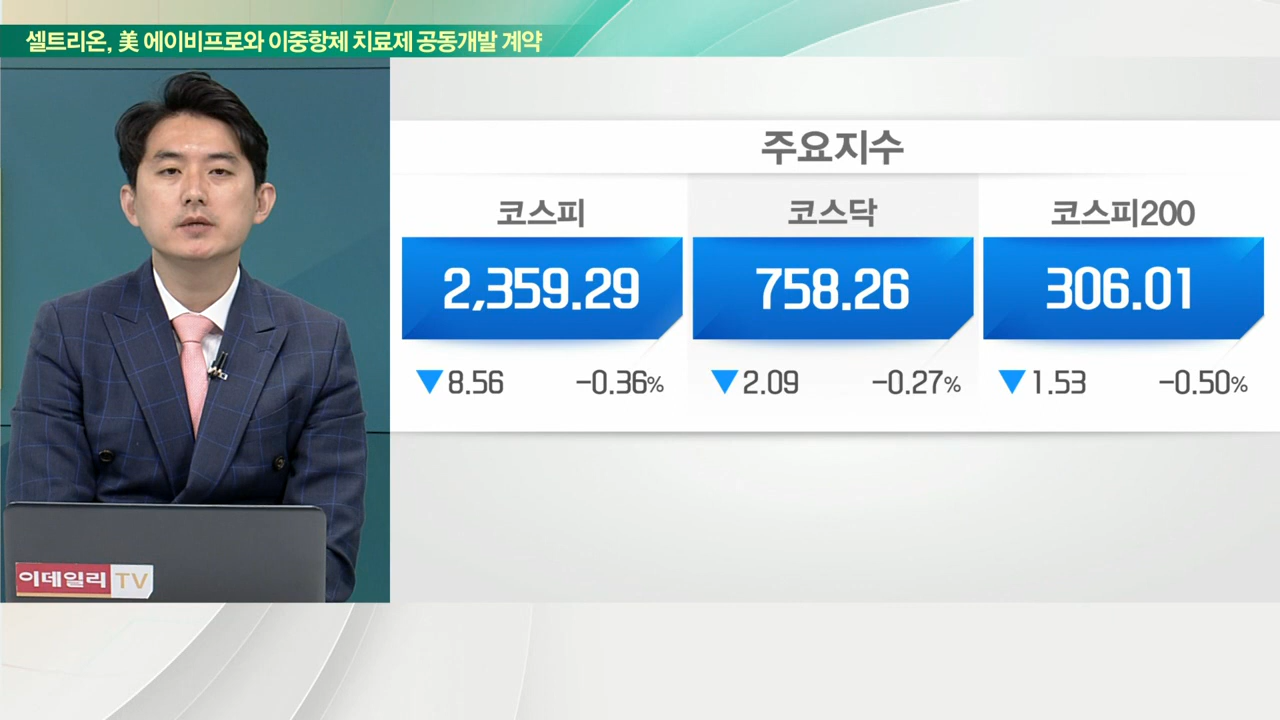 셀트리온, 美 에이비프로와 이중항체 치료제 공동개발 계약
주요지수
코스피 코스닥 코스피200
2,359.29 758.26 306.01
▼8.56 -0.36% ▼2.09 -0.27% ▼1.53 -0.50%
이데일리 TV